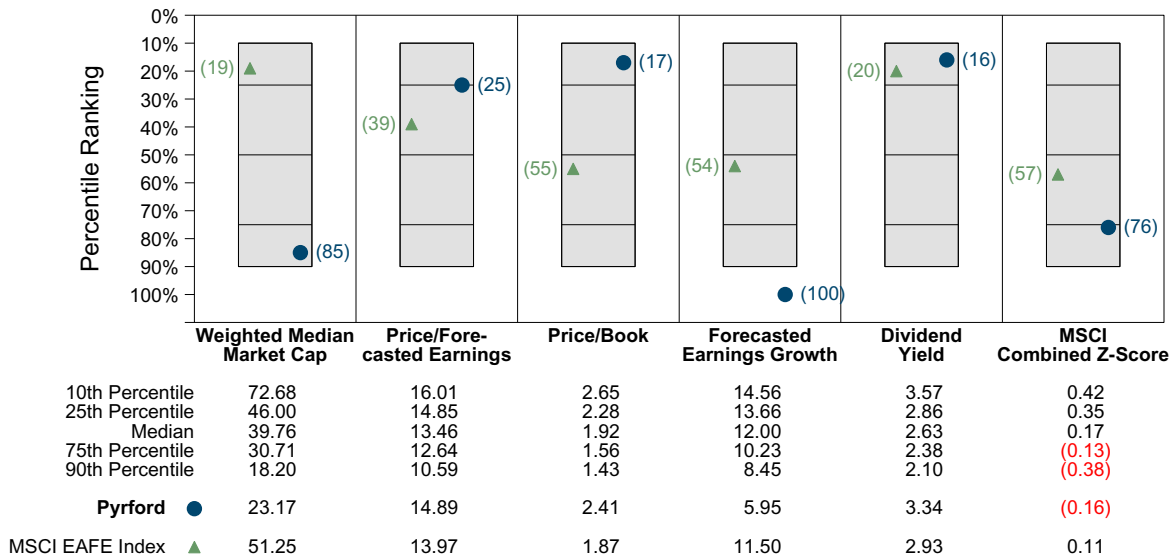 0%
10%
20%
30%
40%
50%
60%
70%
80%
90%
100%
Percentile Ranking
(19)
(85)
(39)
(25)
(55)
(17)
(54)
(100)
(20)
(16)
(57)
(76)
Weighted Median Market Cap
Price/Fore-casted Earnings
Price/Book
Forecasted Earnings Growth
Dividend Yield
MSCI Combined Z-Score
10th Percentile 72.68 16.01 2.65 14.56 3.57 0.42
25th Percentile 46.00 14.85 2.28 13.66 2.86 0.35
Median 39.76 13.46 1.92 12.00 2.63 0.17
75th Percentile 30.71 12.64 1.56 10.23 2.38 (0.13)
90th Percentile 18.20 10.59 1.43 8.45 2.10 (0.38)
Pyrford 23.17 14.89 2.41 5.95 3.34 (0.16)
MSCI EAFE Index 51.25 13.97 1.87 11.50 2.93 0.11